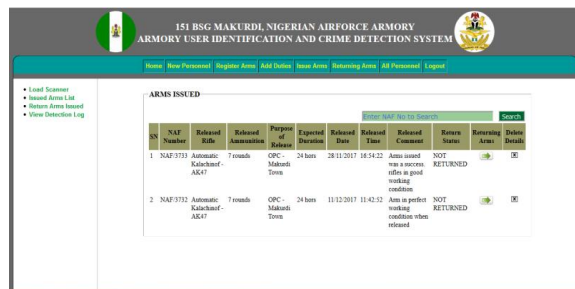 151 BSG MAKURDI, NIGERIAN AIRFORCE ARMORY
ARMORY USER IDENTIFICATION AND CRIME DETECTION SYSTEM
Home New Personnel Register Arms Add Duties Issue Arms Returning Arms All Personnel Logout
Load Scanner
Issued Arms List
Return Arms Issued
View Detection Log
ARMS ISSUED
Enter NAF No to Search Search
SN NAF Number Released Rifle Released Ammunition Purpose of Release Expected Duration Released Date Released Time Released Comment Return Status Returning Arms Delete Details
1 NAF/3733 Automatic Kalachinof - AK47 7 rounds OPC - Makurdi Town 24 hors 28/11/2017 16:54:22 Arms issued was a success. rifles in good working condition NOT RETURNED
2 NAF/3732 Automatic Kalachinof - AK47 7 rounds OPC - Makurdi Town 24 hors 11/12/2017 11:42:52 Arm in perfect working condition when released NOT RETURNED